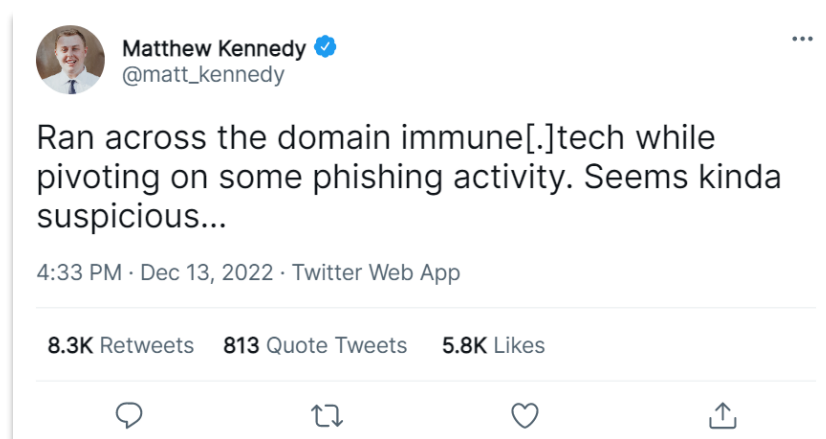 Matthew Kennedy
@matt_kennedy
Ran across the domain immune[.]tech while
pivoting on some phishing activity. Seems kinda
suspicious...
4:33 PM · Dec 13, 2022 · Twitter Web App
8.3K Retweets 813 Quote Tweets 5.8K Likes